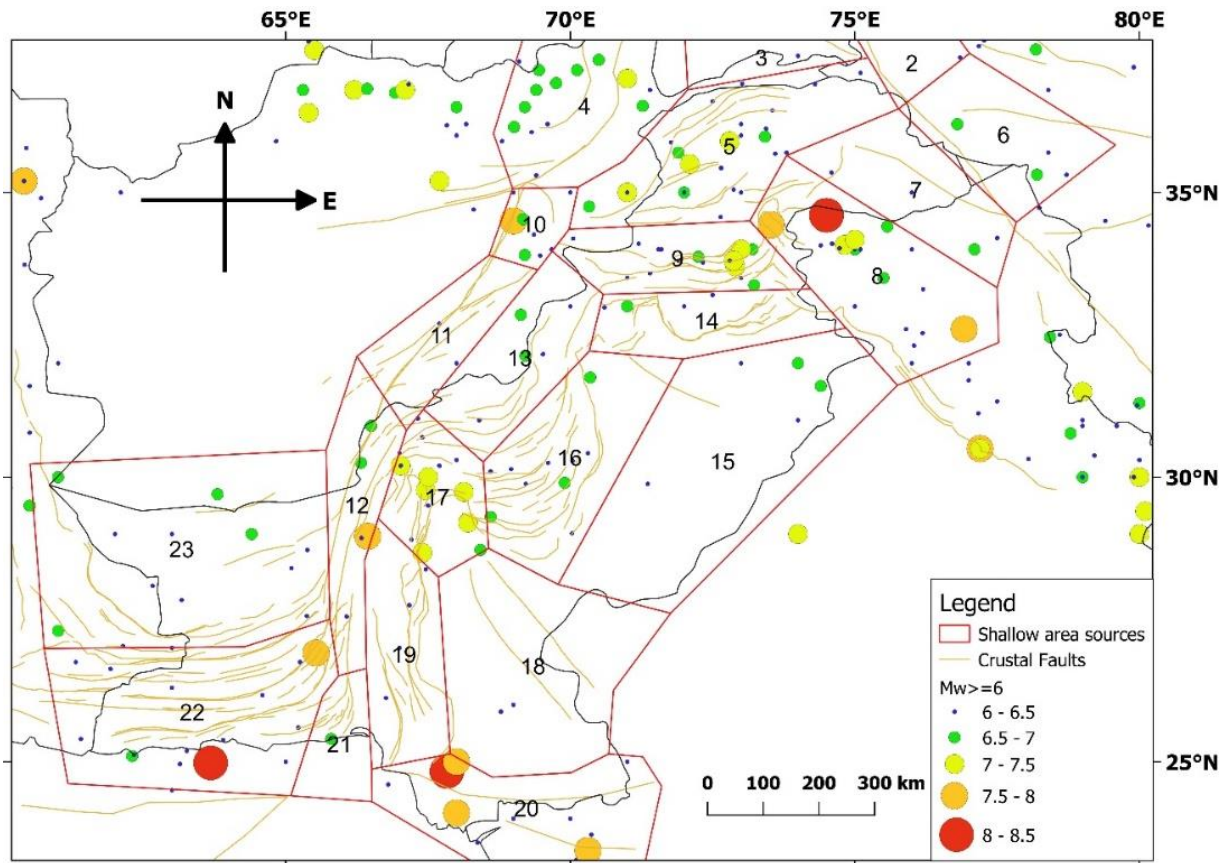 65°E 70°E 75°E 80°E
3
2
N
4
6
5
E
35°N
7
10
9
8
14
11
13
16
15
30°N
17
12
23
18
19
22
21
25°N
20
0 100 200 300 km
Legend
Shallow area sources
Crustal Faults
Mw>=6
6 - 6.5
6.5 - 7
7 - 7.5
7.5 - 8
8 - 8.5